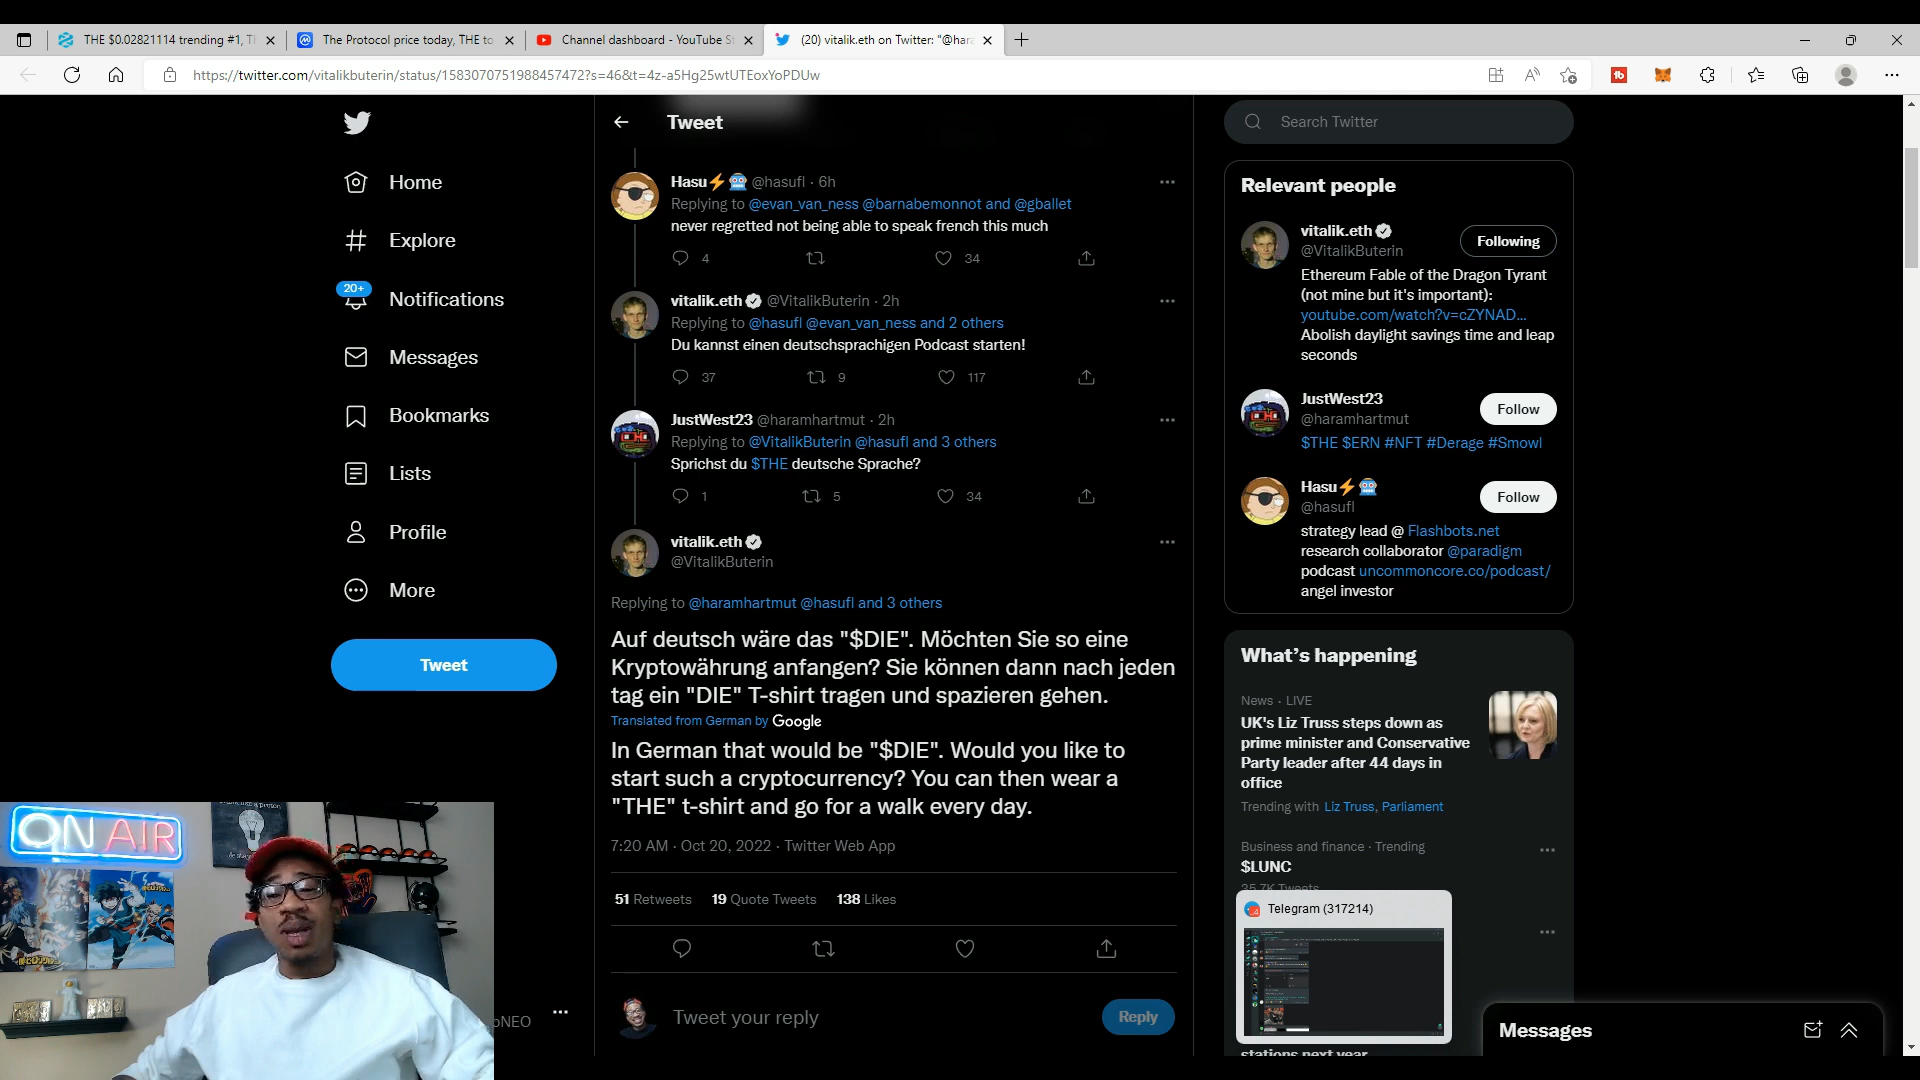 THE $0.02821114 trending #1, T
The Protocol price today, THE to
Channel dashboard - YouTube St
(20) vitalik.eth on Twitter: "@hara
https://twitter.com/vitalikbuterin/status/1583070751988457472?s=46&t=4z-a5Hg25wtUTEoxYoPDUw
Home
Explore
20+
Notifications
Messages
Bookmarks
Lists
Profile
More
Tweet
ON AIR
oNEO
Tweet
Hasu⚡🤖 @hasufl · 6h
Replying to @evan_van_ness @barnabemonnot and @gballet
never regretted not being able to speak french this much
4
34
vitalik.eth @VitalikButerin · 2h
Replying to @hasufl @evan_van_ness and 2 others
Du kannst einen deutschsprachigen Podcast starten!
37 9 117
JustWest23 @haramhartmut · 2h
Replying to @VitalikButerin @hasufl and 3 others
Sprichst du $THE deutsche Sprache?
1 5 34
vitalik.eth
@VitalikButerin
Replying to @haramhartmut @hasufl and 3 others
Auf deutsch wäre das "$DIE". Möchten Sie so eine
Kryptowährung anfangen? Sie können dann nach jeden
tag ein "DIE" T-shirt tragen und spazieren gehen.
Translated from German by Google
In German that would be "$DIE". Would you like to
start such a cryptocurrency? You can then wear a
"THE" t-shirt and go for a walk every day.
7:20 AM · Oct 20, 2022 · Twitter Web App
51 Retweets 19 Quote Tweets 138 Likes
Tweet your reply
Reply
Search Twitter
Relevant people
vitalik.eth
@VitalikButerin
Following
Ethereum Fable of the Dragon Tyrant
(not mine but it's important):
youtube.com/watch?v=cZYNAD...
Abolish daylight savings time and leap
seconds
JustWest23
@haramhartmut
Follow
$THE $ERN #NFT #Derage #Smowl
Hasu⚡🤖
@hasufl
Follow
strategy lead @ Flashbots.net
research collaborator @paradigm
podcast uncommoncore.co/podcast/
angel investor
What's happening
News · LIVE
UK's Liz Truss steps down as
prime minister and Conservative
Party leader after 44 days in
office
Trending with Liz Truss, Parliament
Business and finance · Trending
$LUNC
35.7K Tweets
Telegram (317214)
stations next year
Messages